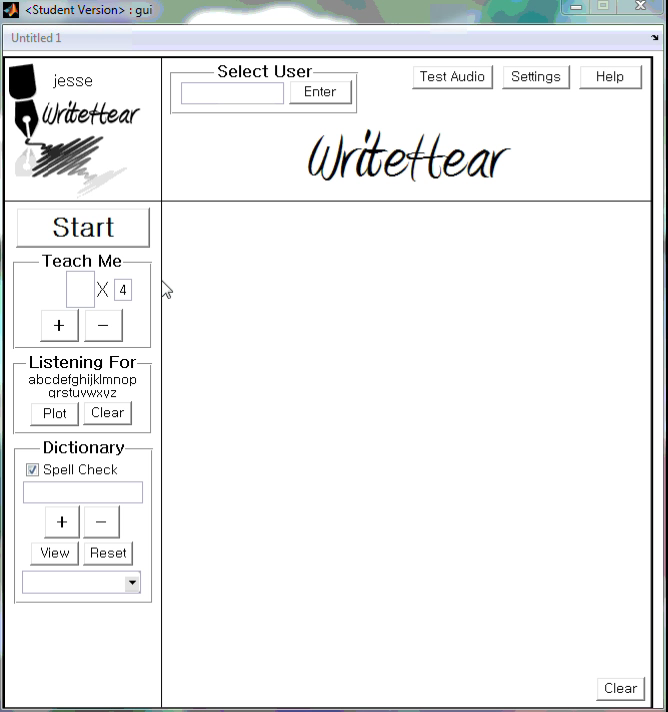 <Student Version> : gui
Untitled 1
jesse
WriteHear
Select User
Enter
Test Audio
Settings
Help
WriteHear
Start
Teach Me
X 4
+ −
Listening For
abcdefghijklmnop
qrstuvwxyz
Plot Clear
Dictionary
Spell Check
+ −
View Reset
Clear